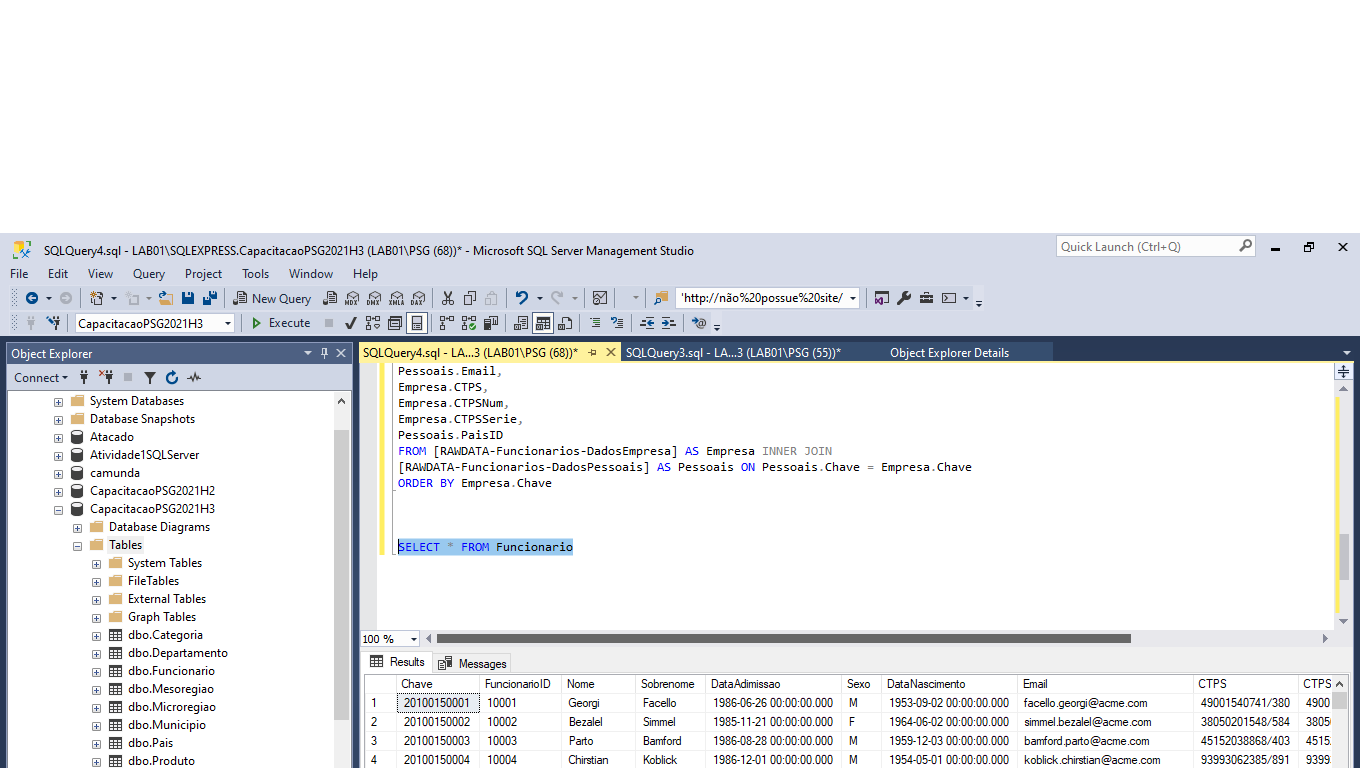 SQLQuery4.sql - LAB01\SQLEXPRESS.CapacitacaoPSG2021H3 (LAB01\PSG (68))* - Microsoft SQL Server Management Studio
Quick Launch (Ctrl+Q)
File Edit View Query Project Tools Window Help
New Query MDX DMX XMLA DAX 'http://não%20possue%20site/
CapacitacaoPSG2021H3 Execute
Object Explorer
Connect
System Databases
Database Snapshots
Atacado
Atividade1SQLServer
camunda
CapacitacaoPSG2021H2
CapacitacaoPSG2021H3
Database Diagrams
Tables
System Tables
FileTables
External Tables
Graph Tables
dbo.Categoria
dbo.Departamento
dbo.Funcionario
dbo.Mesoregiao
dbo.Microregiao
dbo.Municipio
dbo.Pais
dbo.Produto
SQLQuery4.sql - LA...3 (LAB01\PSG (68))* SQLQuery3.sql - LA...3 (LAB01\PSG (55))* Object Explorer Details
Pessoais.Email,
Empresa.CTPS,
Empresa.CTPSNum,
Empresa.CTPSSerie,
Pessoais.PaisID
FROM [RAWDATA-Funcionarios-DadosEmpresa] AS Empresa INNER JOIN
[RAWDATA-Funcionarios-DadosPessoais] AS Pessoais ON Pessoais.Chave = Empresa.Chave
ORDER BY Empresa.Chave
SELECT * FROM Funcionario
100 %
Results Messages
Chave FuncionarioID Nome Sobrenome DataAdimissao Sexo DataNascimento Email CTPS CTPS
1 20100150001 10001 Georgi Facello 1986-06-26 00:00:00.000 M 1953-09-02 00:00:00.000 facello.georgi@acme.com 49001540741/380 4900
2 20100150002 10002 Bezalel Simmel 1985-11-21 00:00:00.000 F 1964-06-02 00:00:00.000 simmel.bezalel@acme.com 38050201548/584 3805
3 20100150003 10003 Parto Bamford 1986-08-28 00:00:00.000 M 1959-12-03 00:00:00.000 bamford.parto@acme.com 45152038868/403 4515
4 20100150004 10004 Chirstian Koblick 1986-12-01 00:00:00.000 M 1954-05-01 00:00:00.000 koblick.chirstian@acme.com 93993062385/891 9399